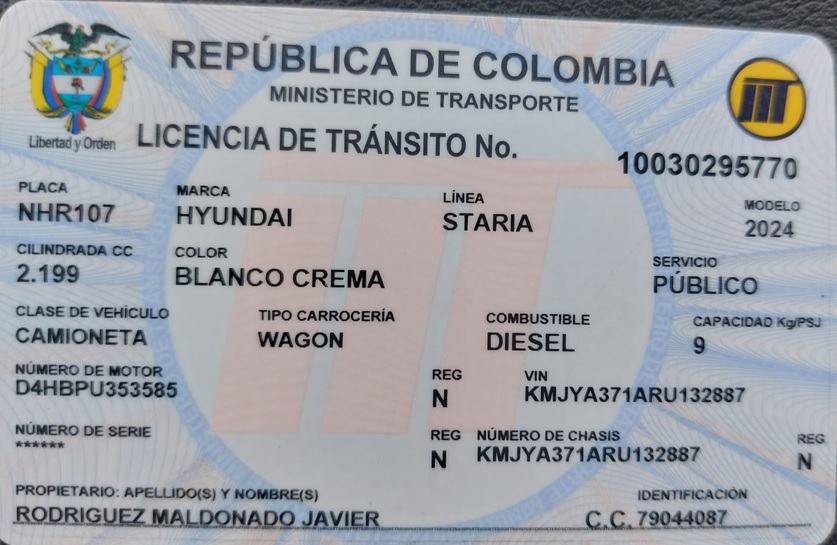 REPÚBLICA DE COLOMBIA
MINISTERIO DE TRANSPORTE
Libertad y Orden
LICENCIA DE TRÁNSITO No.
10030295770
PLACA MARCA LÍNEA MODELO
NHR107 HYUNDAI STARIA 2024
CILINDRADA CC COLOR SERVICIO
2.199 BLANCO CREMA PÚBLICO
CLASE DE VEHÍCULO TIPO CARROCERÍA COMBUSTIBLE CAPACIDAD Kg/PSJ
CAMIONETA WAGON DIESEL 9
NÚMERO DE MOTOR REG VIN
D4HBPU353585 N KMJYA371ARU132887
NÚMERO DE SERIE REG NÚMERO DE CHASIS REG
****** N KMJYA371ARU132887 N
PROPIETARIO: APELLIDO(S) Y NOMBRE(S) IDENTIFICACIÓN
RODRIGUEZ MALDONADO JAVIER C.C. 79044087